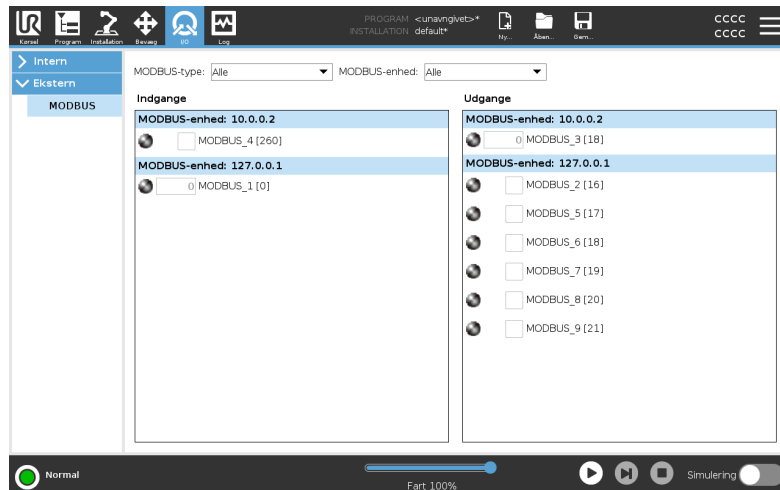 UR
PROGRAM <unavngivet>*
INSTALLATION default*
Kørsel Program Installation Bevæg I/O Log Ny... Åben... Gem...
CCCC
CCCC
Intern
Ekstern
MODBUS
MODBUS-type: Alle MODBUS-enhed: Alle
Indgange
MODBUS-enhed: 10.0.0.2
MODBUS_4 [260]
MODBUS-enhed: 127.0.0.1
0 MODBUS_1 [0]
Udgange
MODBUS-enhed: 10.0.0.2
0 MODBUS_3 [18]
MODBUS-enhed: 127.0.0.1
MODBUS_2 [16]
MODBUS_5 [17]
MODBUS_6 [18]
MODBUS_7 [19]
MODBUS_8 [20]
MODBUS_9 [21]
Normal
Fart 100%
Simulering